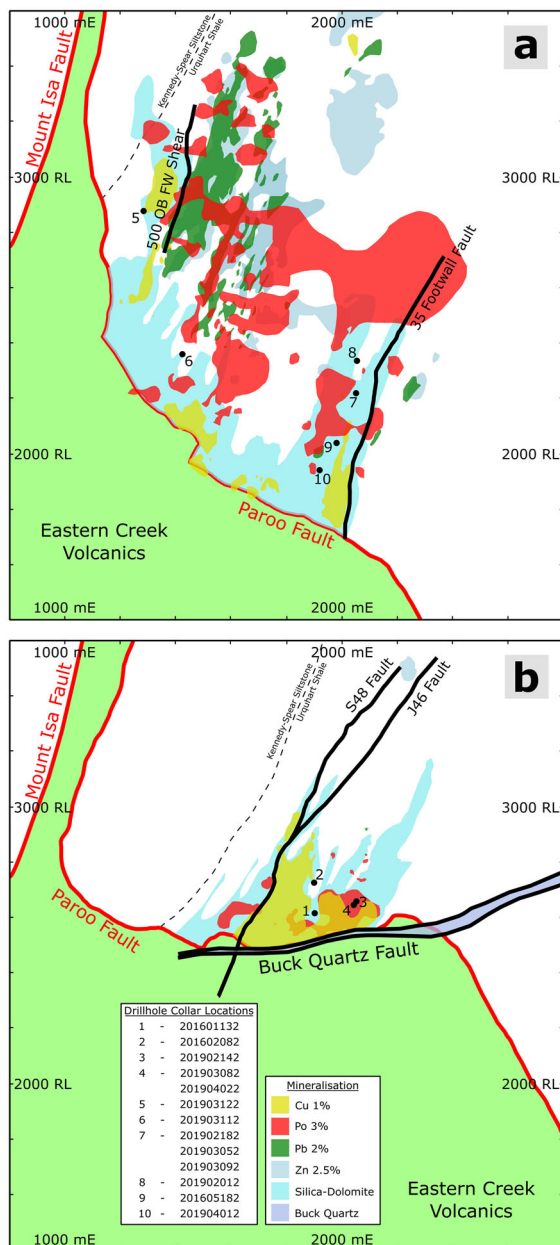 1000 mE
2000 mE
a
Mount Isa Fault
Kennedy-Spear Siltstone
Urquhart Shale
3000 RL
3000 RL
500 OB FW Shear
5
35 Footwall Fault
6
8
7
9
10
2000 RL
2000 RL
Paroo Fault
Eastern Creek
Volcanics
1000 mE
2000 mE
1000 mE
2000 mE
b
Mount Isa Fault
Kennedy-Spear Siltstone
Urquhart Shale
S48 Fault
J46 Fault
3000 RL
3000 RL
2
1
4
3
Paroo Fault
Buck Quartz Fault
Drillhole Collar Locations
1 - 201601132
2 - 201602082
3 - 201902142
4 - 201903082
201904022
5 - 201903122
6 - 201903112
7 - 201902182
201903052
201903092
8 - 201902012
9 - 201605182
10 - 201904012
Mineralisation
Cu 1%
Po 3%
Pb 2%
Zn 2.5%
Silica-Dolomite
Buck Quartz
2000 RL
2000 RL
Eastern Creek
Volcanics
1000 mE
2000 mE